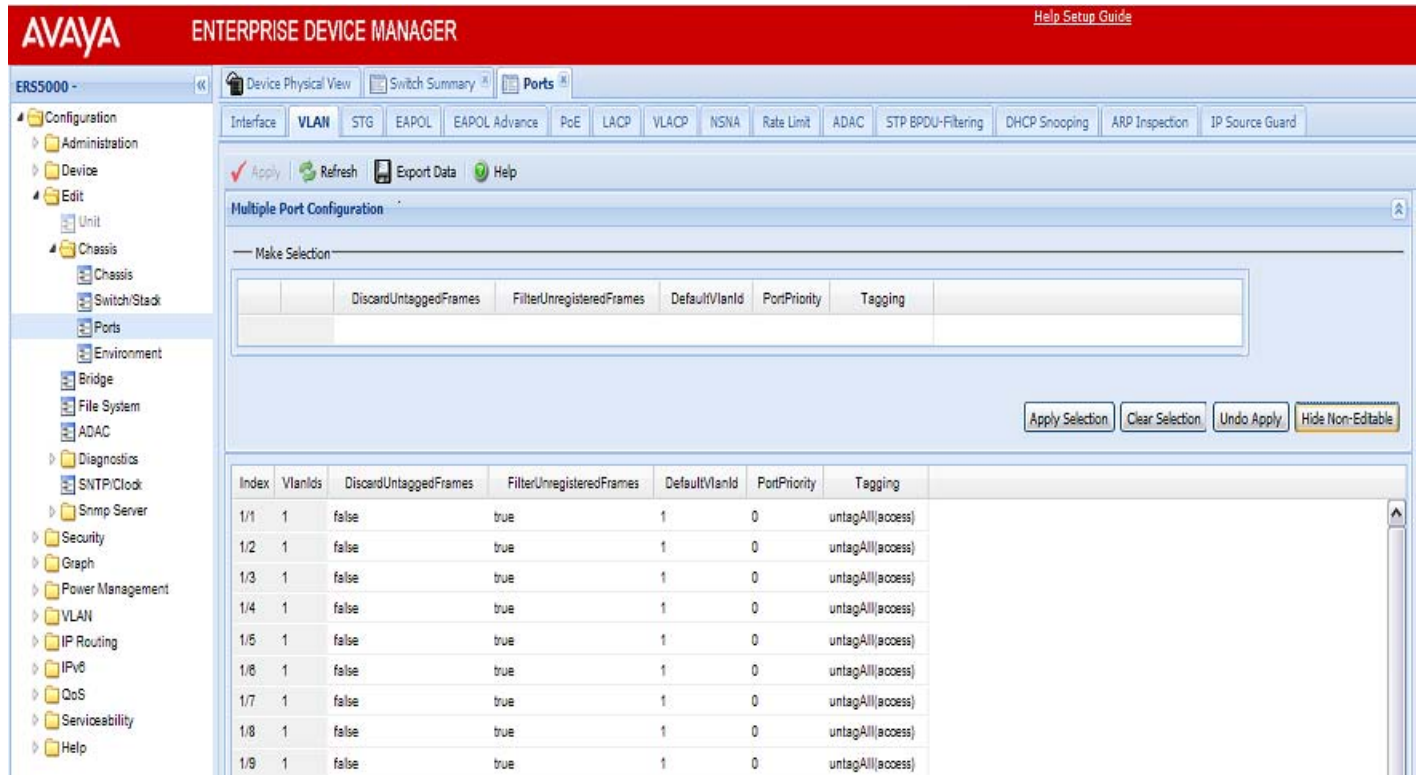 AVAYA ENTERPRISE DEVICE MANAGER Help Setup Guide
ERS5000 -
Configuration
Administration
Device
Edit
Unit
Chassis
Chassis
Switch/Stack
Ports
Environment
Bridge
File System
ADAC
Diagnostics
SNTP/Clock
Snmp Server
Security
Graph
Power Management
VLAN
IP Routing
IPv6
QoS
Serviceability
Help
Device Physical View Switch Summary Ports
Interface VLAN STG EAPOL EAPOL Advance PoE LACP VLACP NSNA Rate Limit ADAC STP BPDU-Filtering DHCP Snooping ARP Inspection IP Source Guard
Apply Refresh Export Data Help
Multiple Port Configuration
Make Selection
DiscardUntaggedFrames FilterUnregisteredFrames DefaultVlanId PortPriority Tagging
Apply Selection Clear Selection Undo Apply Hide Non-Editable
Index VlanIds DiscardUntaggedFrames FilterUnregisteredFrames DefaultVlanId PortPriority Tagging
1/1 1 false true 1 0 untagAll(access)
1/2 1 false true 1 0 untagAll(access)
1/3 1 false true 1 0 untagAll(access)
1/4 1 false true 1 0 untagAll(access)
1/5 1 false true 1 0 untagAll(access)
1/6 1 false true 1 0 untagAll(access)
1/7 1 false true 1 0 untagAll(access)
1/8 1 false true 1 0 untagAll(access)
1/9 1 false true 1 0 untagAll(access)